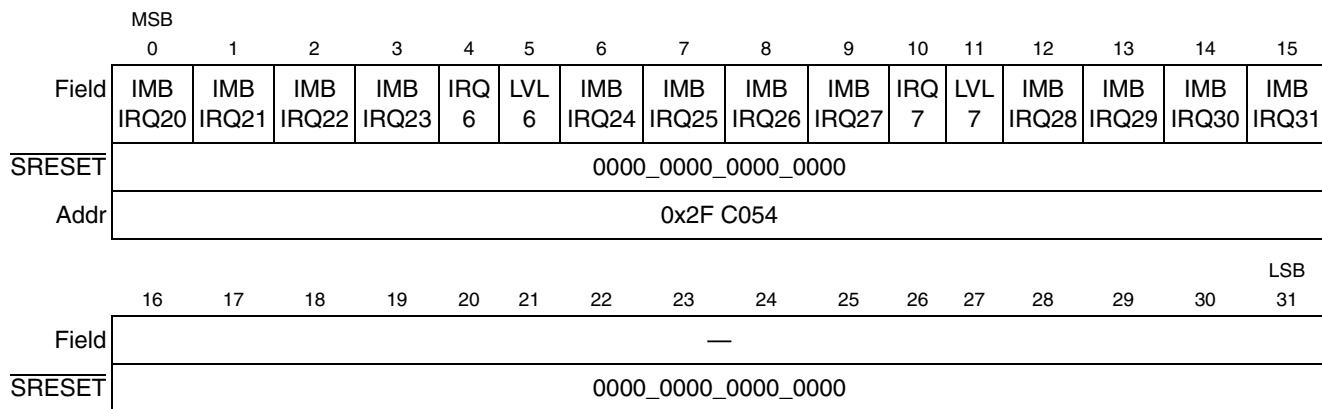 MSB
0 1 2 3 4 5 6 7 8 9 10 11 12 13 14 15
Field IMB IMB IMB IMB IRQ LVL IMB IMB IMB IMB IRQ LVL IMB IMB IMB IMB
IRQ20 IRQ21 IRQ22 IRQ23 6 6 IRQ24 IRQ25 IRQ26 IRQ27 7 7 IRQ28 IRQ29 IRQ30 IRQ31
SRESET 0000_0000_0000_0000
Addr 0x2F C054
LSB
16 17 18 19 20 21 22 23 24 25 26 27 28 29 30 31
Field —
SRESET 0000_0000_0000_0000